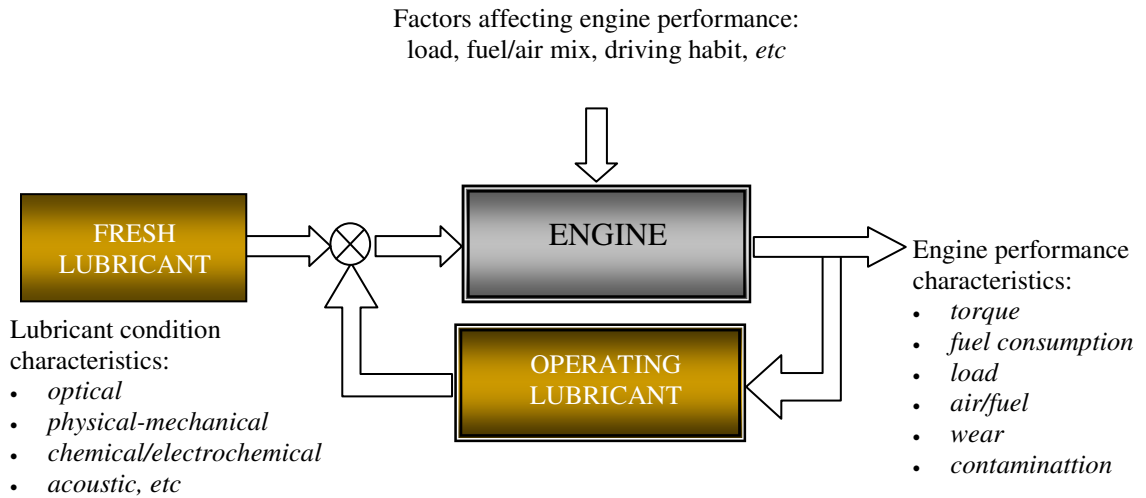 Factors affecting engine performance:
load, fuel/air mix, driving habit, etc
FRESH
LUBRICANT
ENGINE
OPERATING
LUBRICANT
Lubricant condition
characteristics:
• optical
• physical-mechanical
• chemical/electrochemical
• acoustic, etc
Engine performance
characteristics:
• torque
• fuel consumption
• load
• air/fuel
• wear
• contaminattion